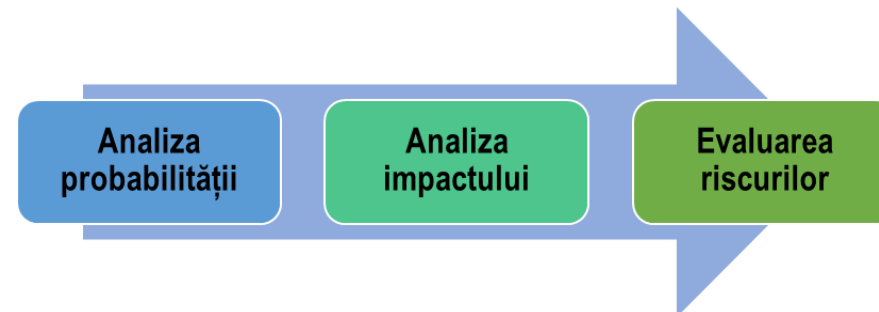 Analiza
probabilității
Analiza
impactului
Evaluarea
riscurilor